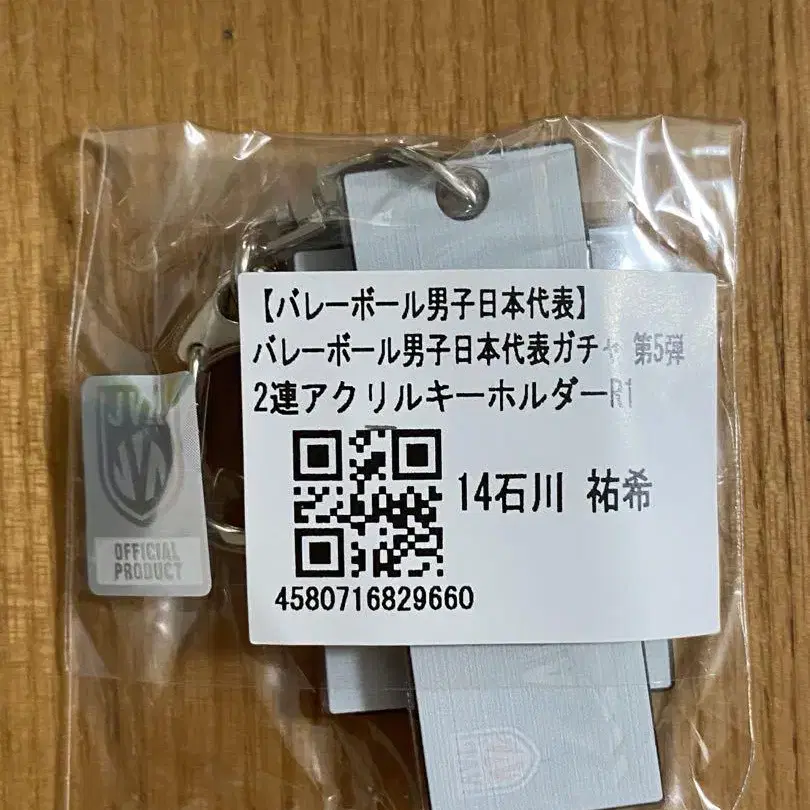 【バレーボール男子日本代表】
バレーボール男子日本代表ガチャ 第5弾
2連アクリルキーホルダーR1
14石川 祐希
4580716829660
JVA
OFFICIAL
PRODUCT